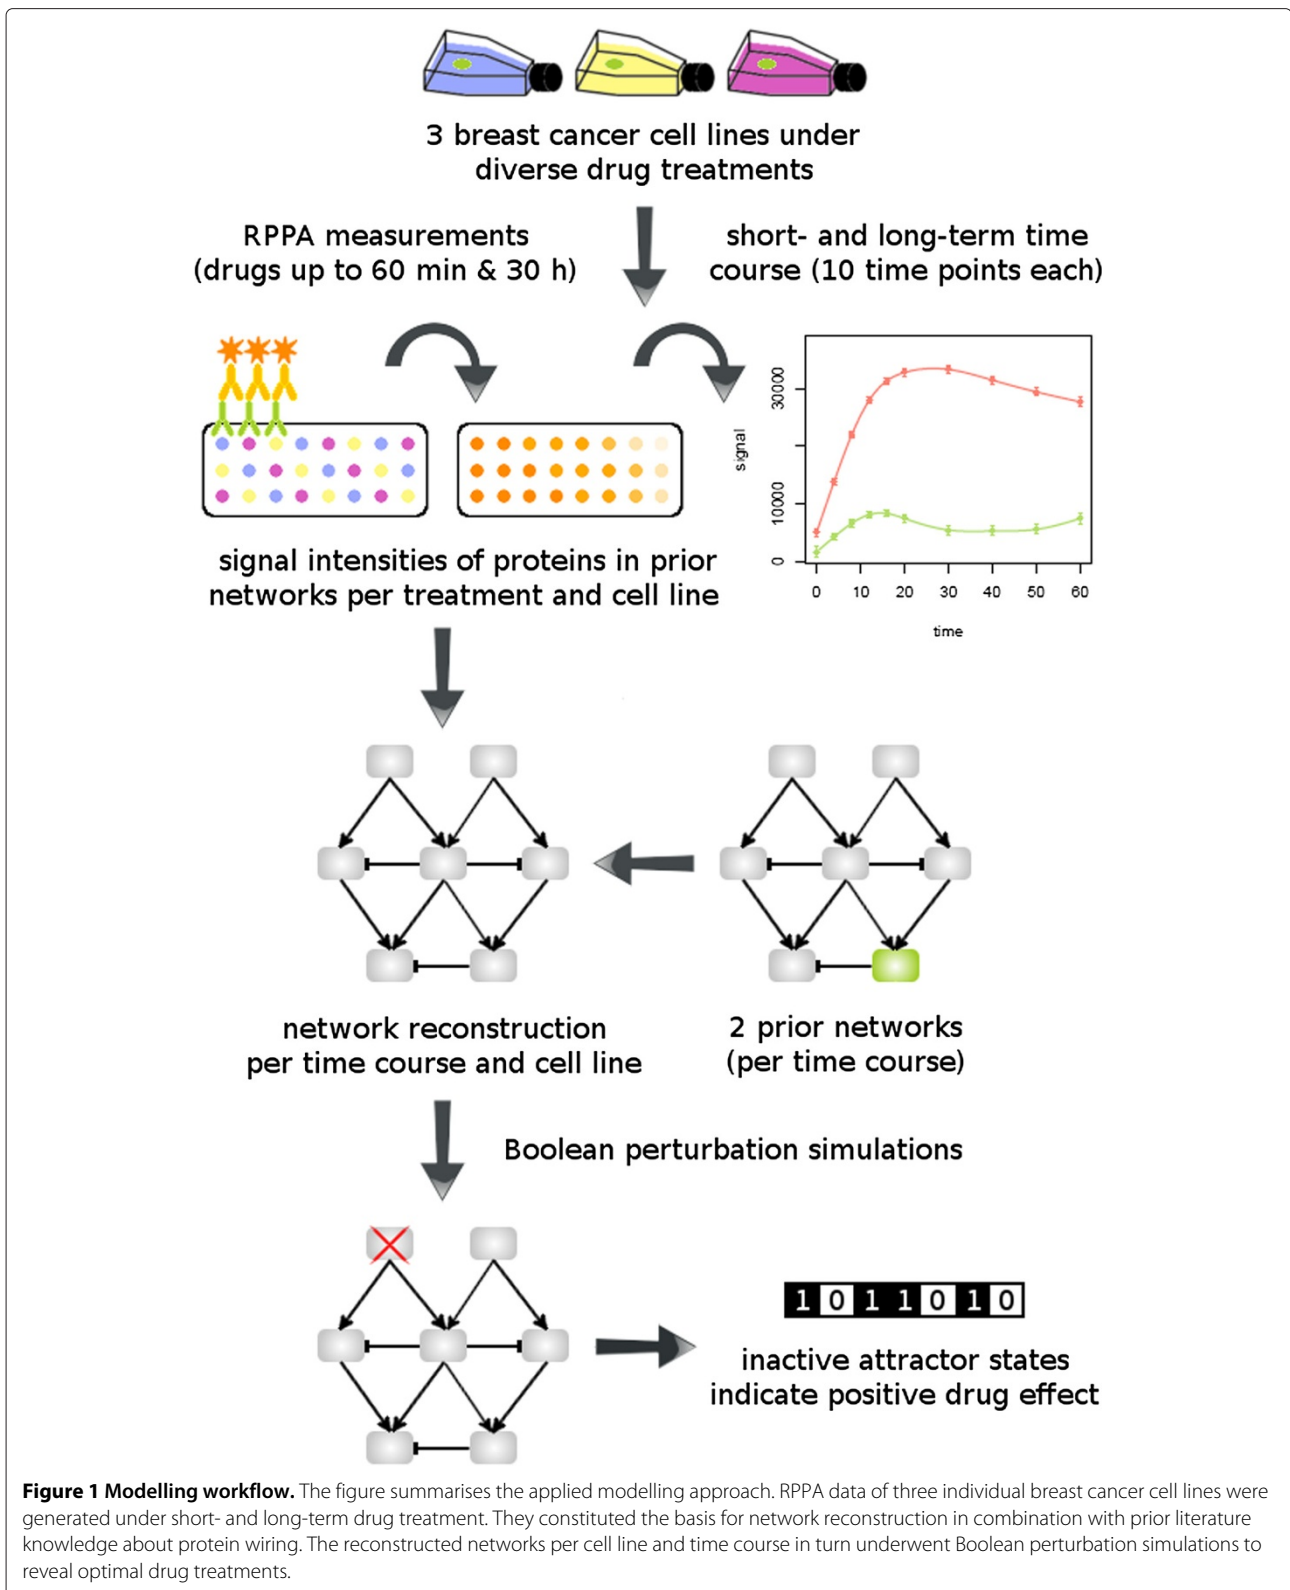 3 breast cancer cell lines under
diverse drug treatments
RPPA measurements
(drugs up to 60 min & 30 h)
short- and long-term time
course (10 time points each)
signal
30000
10000
0
0 10 20 30 40 50 60
time
signal intensities of proteins in prior
networks per treatment and cell line
network reconstruction
per time course and cell line
2 prior networks
(per time course)
Boolean perturbation simulations
1 0 1 1 0 1 0
inactive attractor states
indicate positive drug effect
Figure 1 Modelling workflow. The figure summarises the applied modelling approach. RPPA data of three individual breast cancer cell lines were
generated under short- and long-term drug treatment. They constituted the basis for network reconstruction in combination with prior literature
knowledge about protein wiring. The reconstructed networks per cell line and time course in turn underwent Boolean perturbation simulations to
reveal optimal drug treatments.